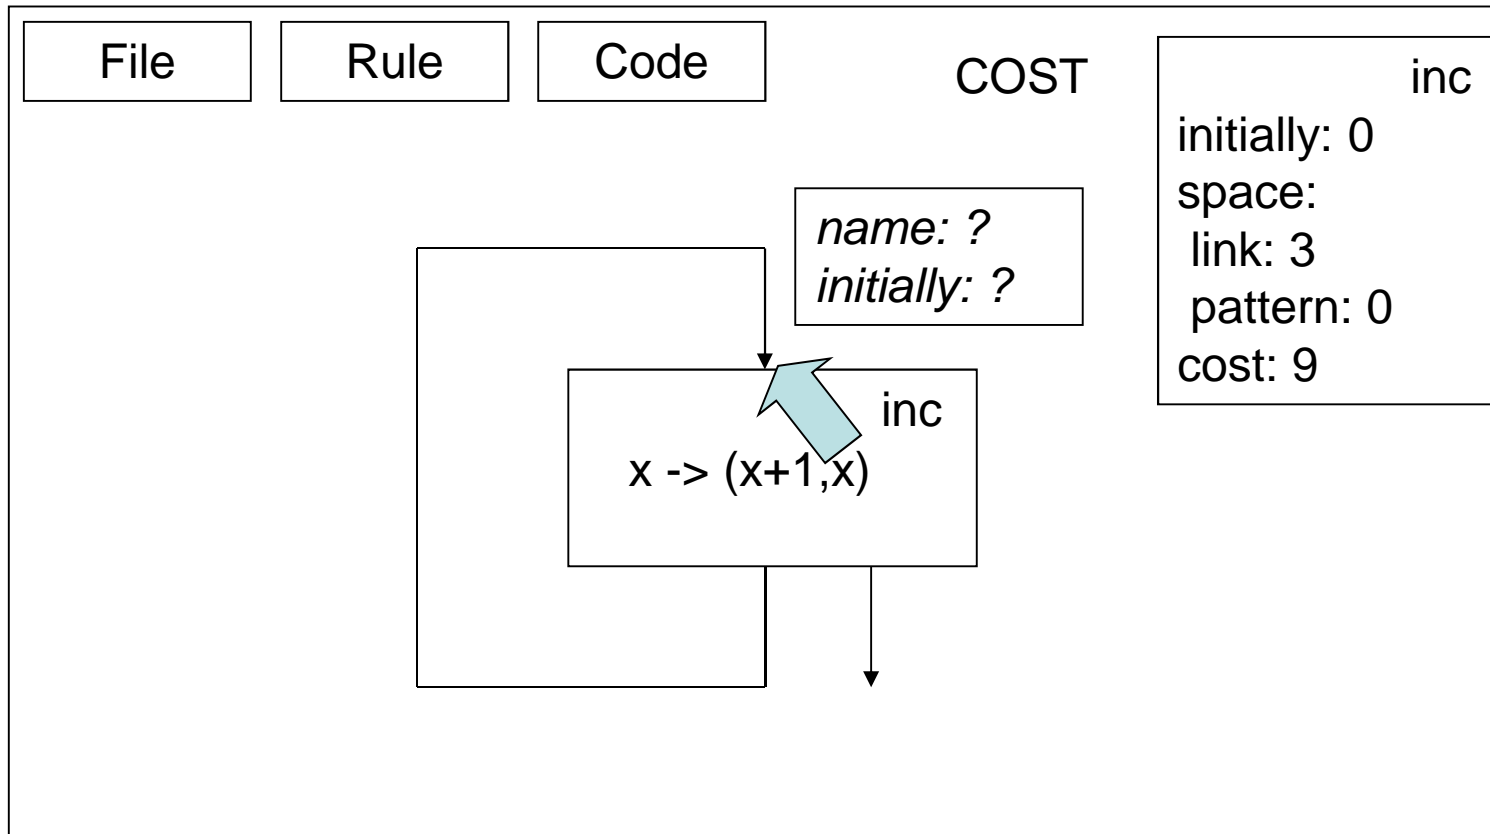 File
Rule
Code
COST
inc
initially: 0
space:
link: 3
pattern: 0
cost: 9
name: ?
initially: ?
inc
x -> (x+1,x)